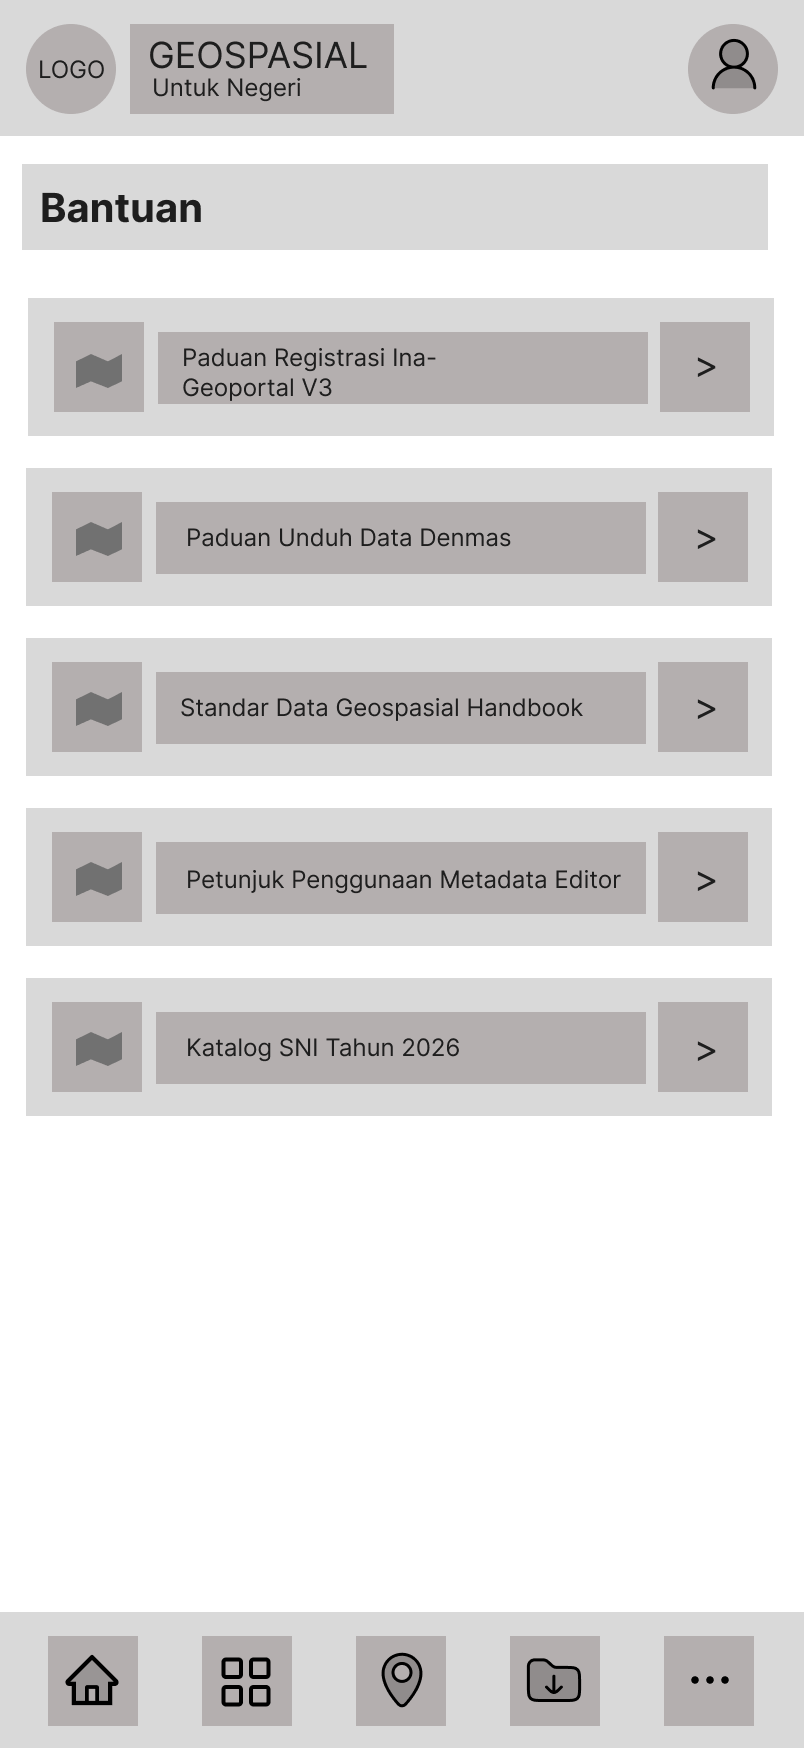 LOGO
GEOSPASIAL
Untuk Negeri
Bantuan
Paduan Registrasi Ina-
Geoportal V3
>
Paduan Unduh Data Denmas
>
Standar Data Geospasial Handbook
>
Petunjuk Penggunaan Metadata Editor
>
Katalog SNI Tahun 2026
>